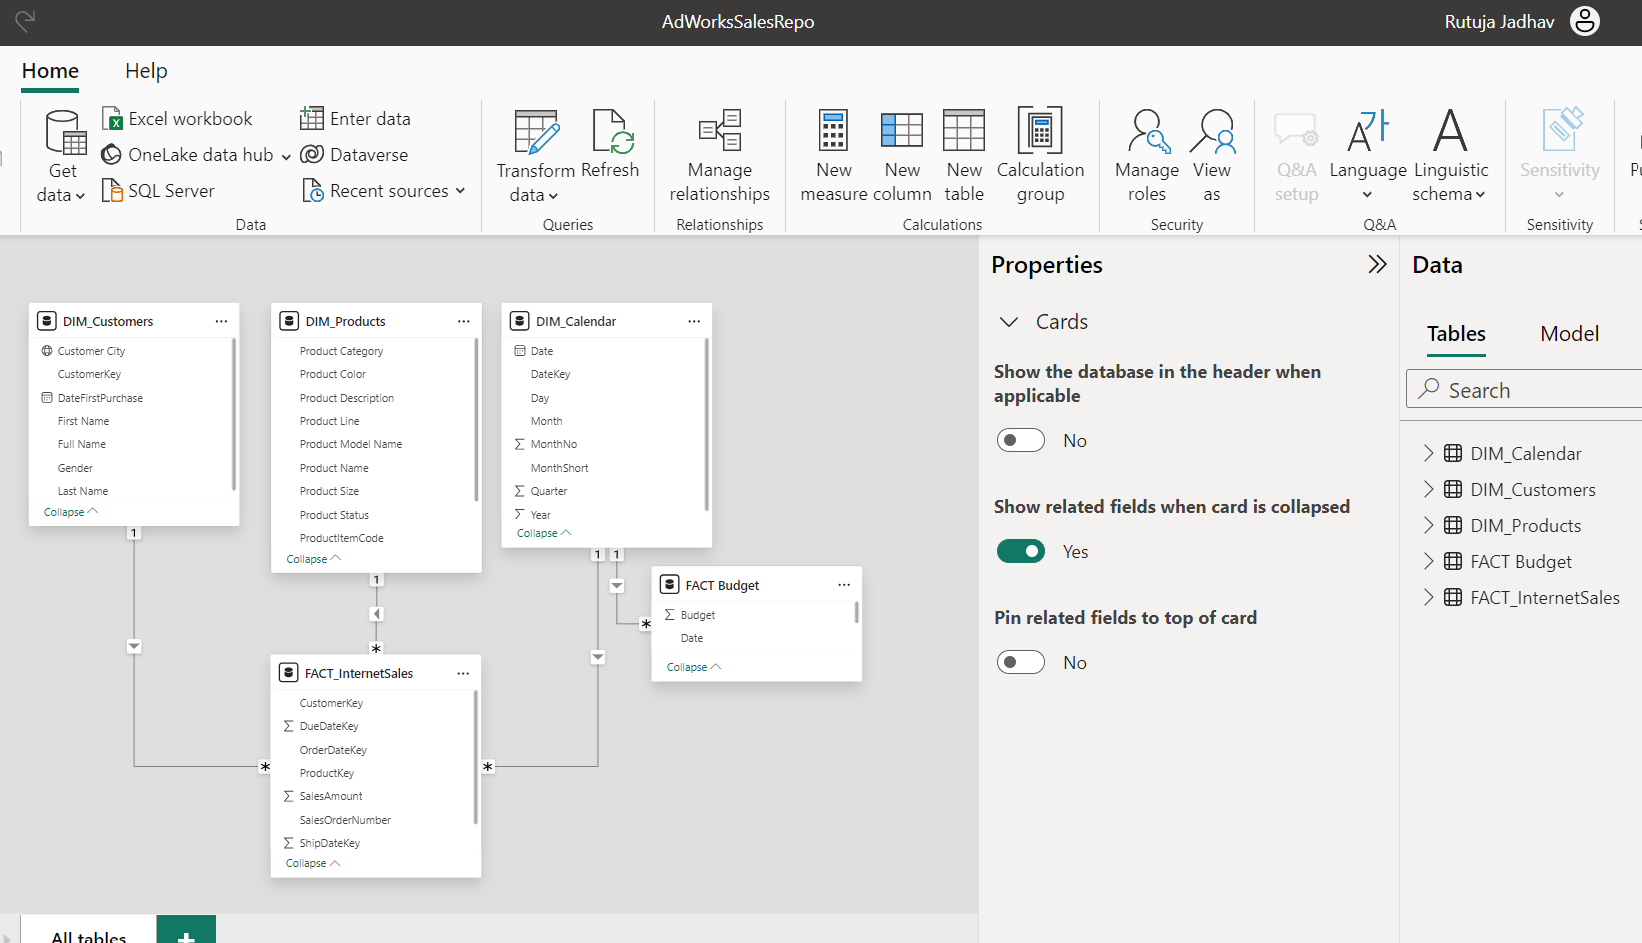 AdWorksSalesRepo
Rutuja Jadhav
Home
Help
Get data
Excel workbook
OneLake data hub
SQL Server
Enter data
Dataverse
Recent sources
Data
Transform data
Refresh
Queries
Manage relationships
Relationships
New measure
New column
New table
Calculation group
Calculations
Manage roles
View as
Security
Q&A setup
Language
Linguistic schema
Q&A
Sensitivity
Sensitivity
DIM_Customers
Customer City
CustomerKey
DateFirstPurchase
First Name
Full Name
Gender
Last Name
Collapse
1
DIM_Products
Product Category
Product Color
Product Description
Product Line
Product Model Name
Product Name
Product Size
Product Status
ProductItemCode
Collapse
1
*
DIM_Calendar
Date
DateKey
Day
Month
Σ MonthNo
MonthShort
Σ Quarter
Σ Year
Collapse
1
1
FACT Budget
Σ Budget
Date
Collapse
*
FACT_InternetSales
CustomerKey
Σ DueDateKey
OrderDateKey
ProductKey
Σ SalesAmount
SalesOrderNumber
Σ ShipDateKey
Collapse
*
*
All tables
+
Properties
Cards
Show the database in the header when
applicable
No
Show related fields when card is collapsed
Yes
Pin related fields to top of card
No
Data
Tables
Model
Search
DIM_Calendar
DIM_Customers
DIM_Products
FACT Budget
FACT_InternetSales